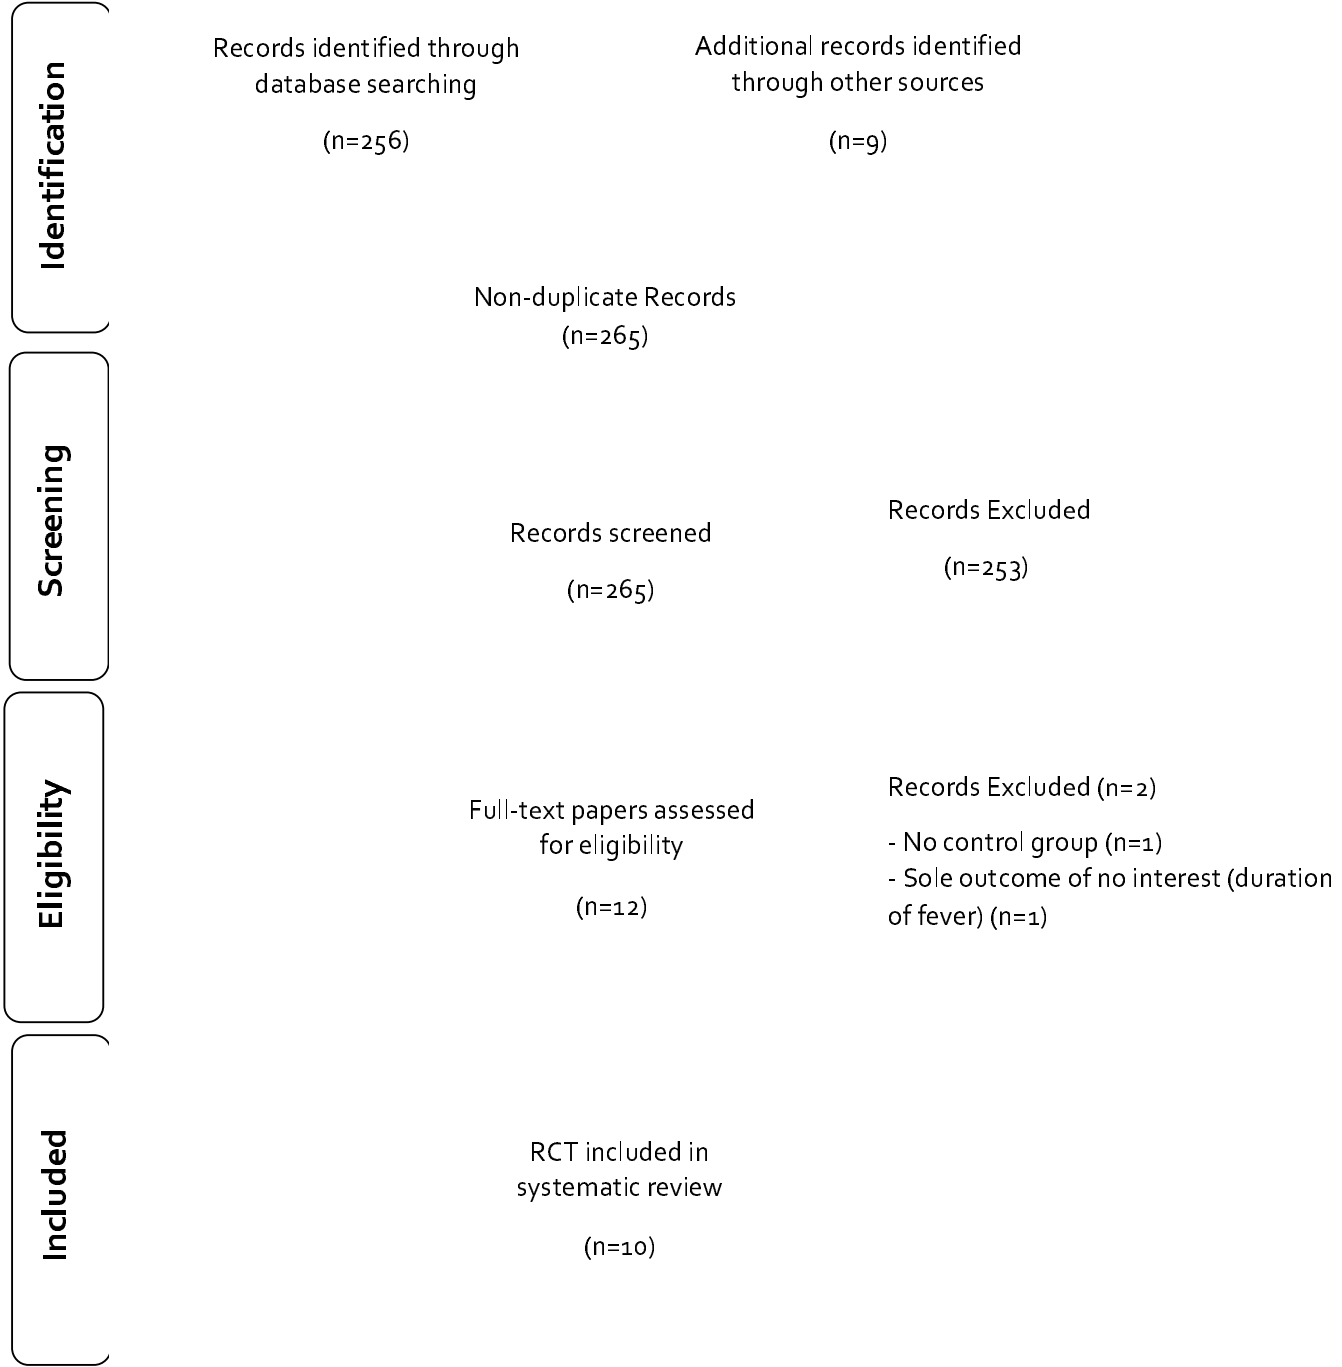 Identification
Records identified through
database searching
(n=256)
Additional records identified
through other sources
(n=9)
Non-duplicate Records
(n=265)
Screening
Records screened
(n=265)
Records Excluded
(n=253)
Eligibility
Full-text papers assessed
for eligibility
(n=12)
Records Excluded (n=2)
- No control group (n=1)
- Sole outcome of no interest (duration
of fever) (n=1)
Included
RCT included in
systematic review
(n=10)